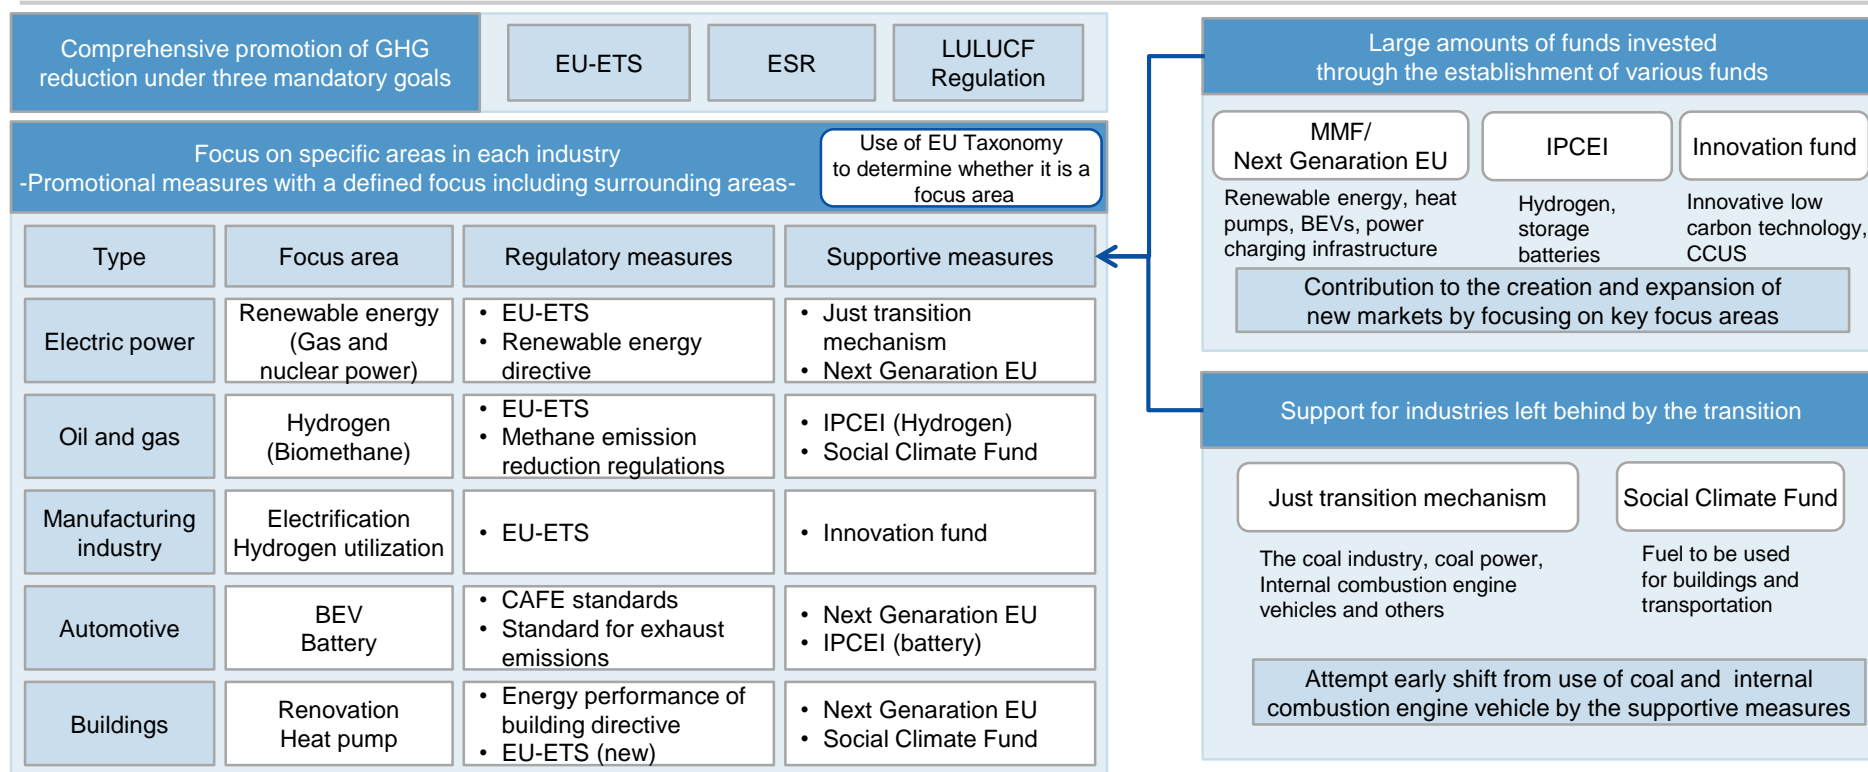 Comprehensive promotion of GHG
reduction under three mandatory goals
EU-ETS
ESR
LULUCF
Regulation
Focus on specific areas in each industry
-Promotional measures with a defined focus including surrounding areas-
Use of EU Taxonomy
to determine whether it is a
focus area
Type
Focus area
Regulatory measures
Supportive measures
Electric power
Renewable energy
(Gas and
nuclear power)
• EU-ETS
• Renewable energy
directive
• Just transition
mechanism
• Next Genaration EU
Oil and gas
Hydrogen
(Biomethane)
• EU-ETS
• Methane emission
reduction regulations
• IPCEI (Hydrogen)
• Social Climate Fund
Manufacturing
industry
Electrification
Hydrogen utilization
• EU-ETS
• Innovation fund
Automotive
BEV
Battery
• CAFE standards
• Standard for exhaust
emissions
• Next Genaration EU
• IPCEI (battery)
Buildings
Renovation
Heat pump
• Energy performance of
building directive
• EU-ETS (new)
• Next Genaration EU
• Social Climate Fund
Large amounts of funds invested
through the establishment of various funds
MMF/
Next Genaration EU
IPCEI
Innovation fund
Renewable energy, heat
pumps, BEVs, power
charging infrastructure
Hydrogen,
storage
batteries
Innovative low
carbon technology,
CCUS
Contribution to the creation and expansion of
new markets by focusing on key focus areas
Support for industries left behind by the transition
Just transition mechanism
Social Climate Fund
The coal industry, coal power,
Internal combustion engine
vehicles and others
Fuel to be used
for buildings and
transportation
Attempt early shift from use of coal and internal
combustion engine vehicle by the supportive measures